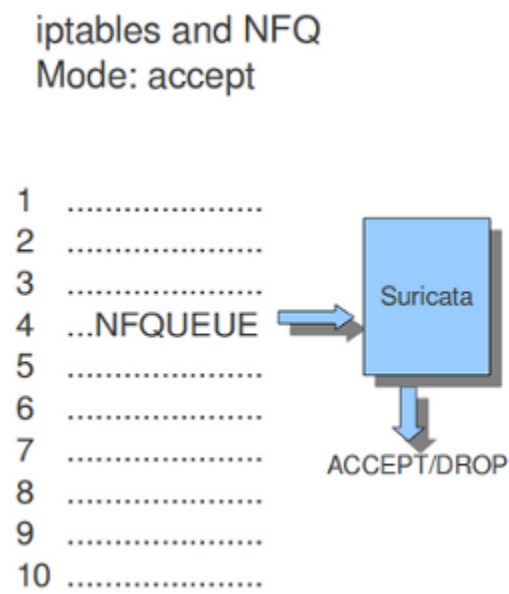 iptables and NFQ
Mode: accept
1 .....................
2 .....................
3 .....................
4 ...NFQUEUE
5 .....................
6 .....................
7 .....................
8 .....................
9 .....................
10 .....................
Suricata
ACCEPT/DROP